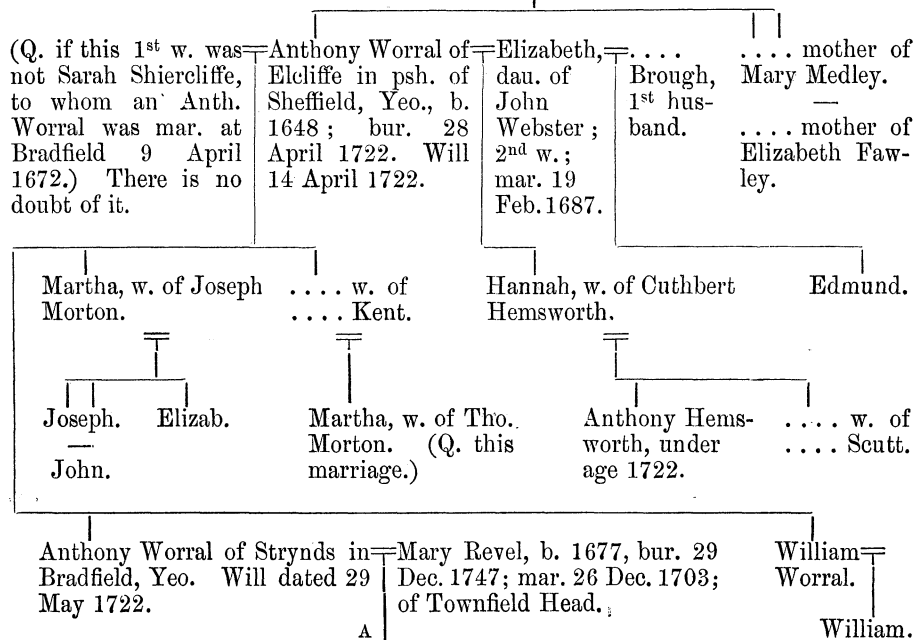 (Q. if this 1st w. was
not Sarah Shiercliffe,
to whom an Anth.
Worral was mar. at
Bradfield 9 April
1672.) There is no
doubt of it.
Anthony Worral of
Elcliffe in psh. of
Sheffield, Yeo., b.
1648; bur. 28
April 1722. Will
14 April 1722.
Elizabeth,
dau. of
John
Webster;
2nd w.;
mar. 19
Feb. 1687.
....
Brough,
1st hus-
band.
.... mother of
Mary Medley.
—
.... mother of
Elizabeth Faw-
ley.
Martha, w. of Joseph
Morton.
.... w. of
.... Kent.
Hannah, w. of Cuthbert
Hemsworth.
Edmund.
Joseph.
—
John.
Elizab.
Martha, w. of Tho.
Morton. (Q. this
marriage.)
Anthony Hems-
worth, under
age 1722.
.... w. of
.... Scutt.
Anthony Worral of Strynds in
Bradfield, Yeo. Will dated 29
May 1722.
Mary Revel, b. 1677, bur. 29
Dec. 1747; mar. 26 Dec. 1703;
of Townfield Head.
William
Worral.
A
William.